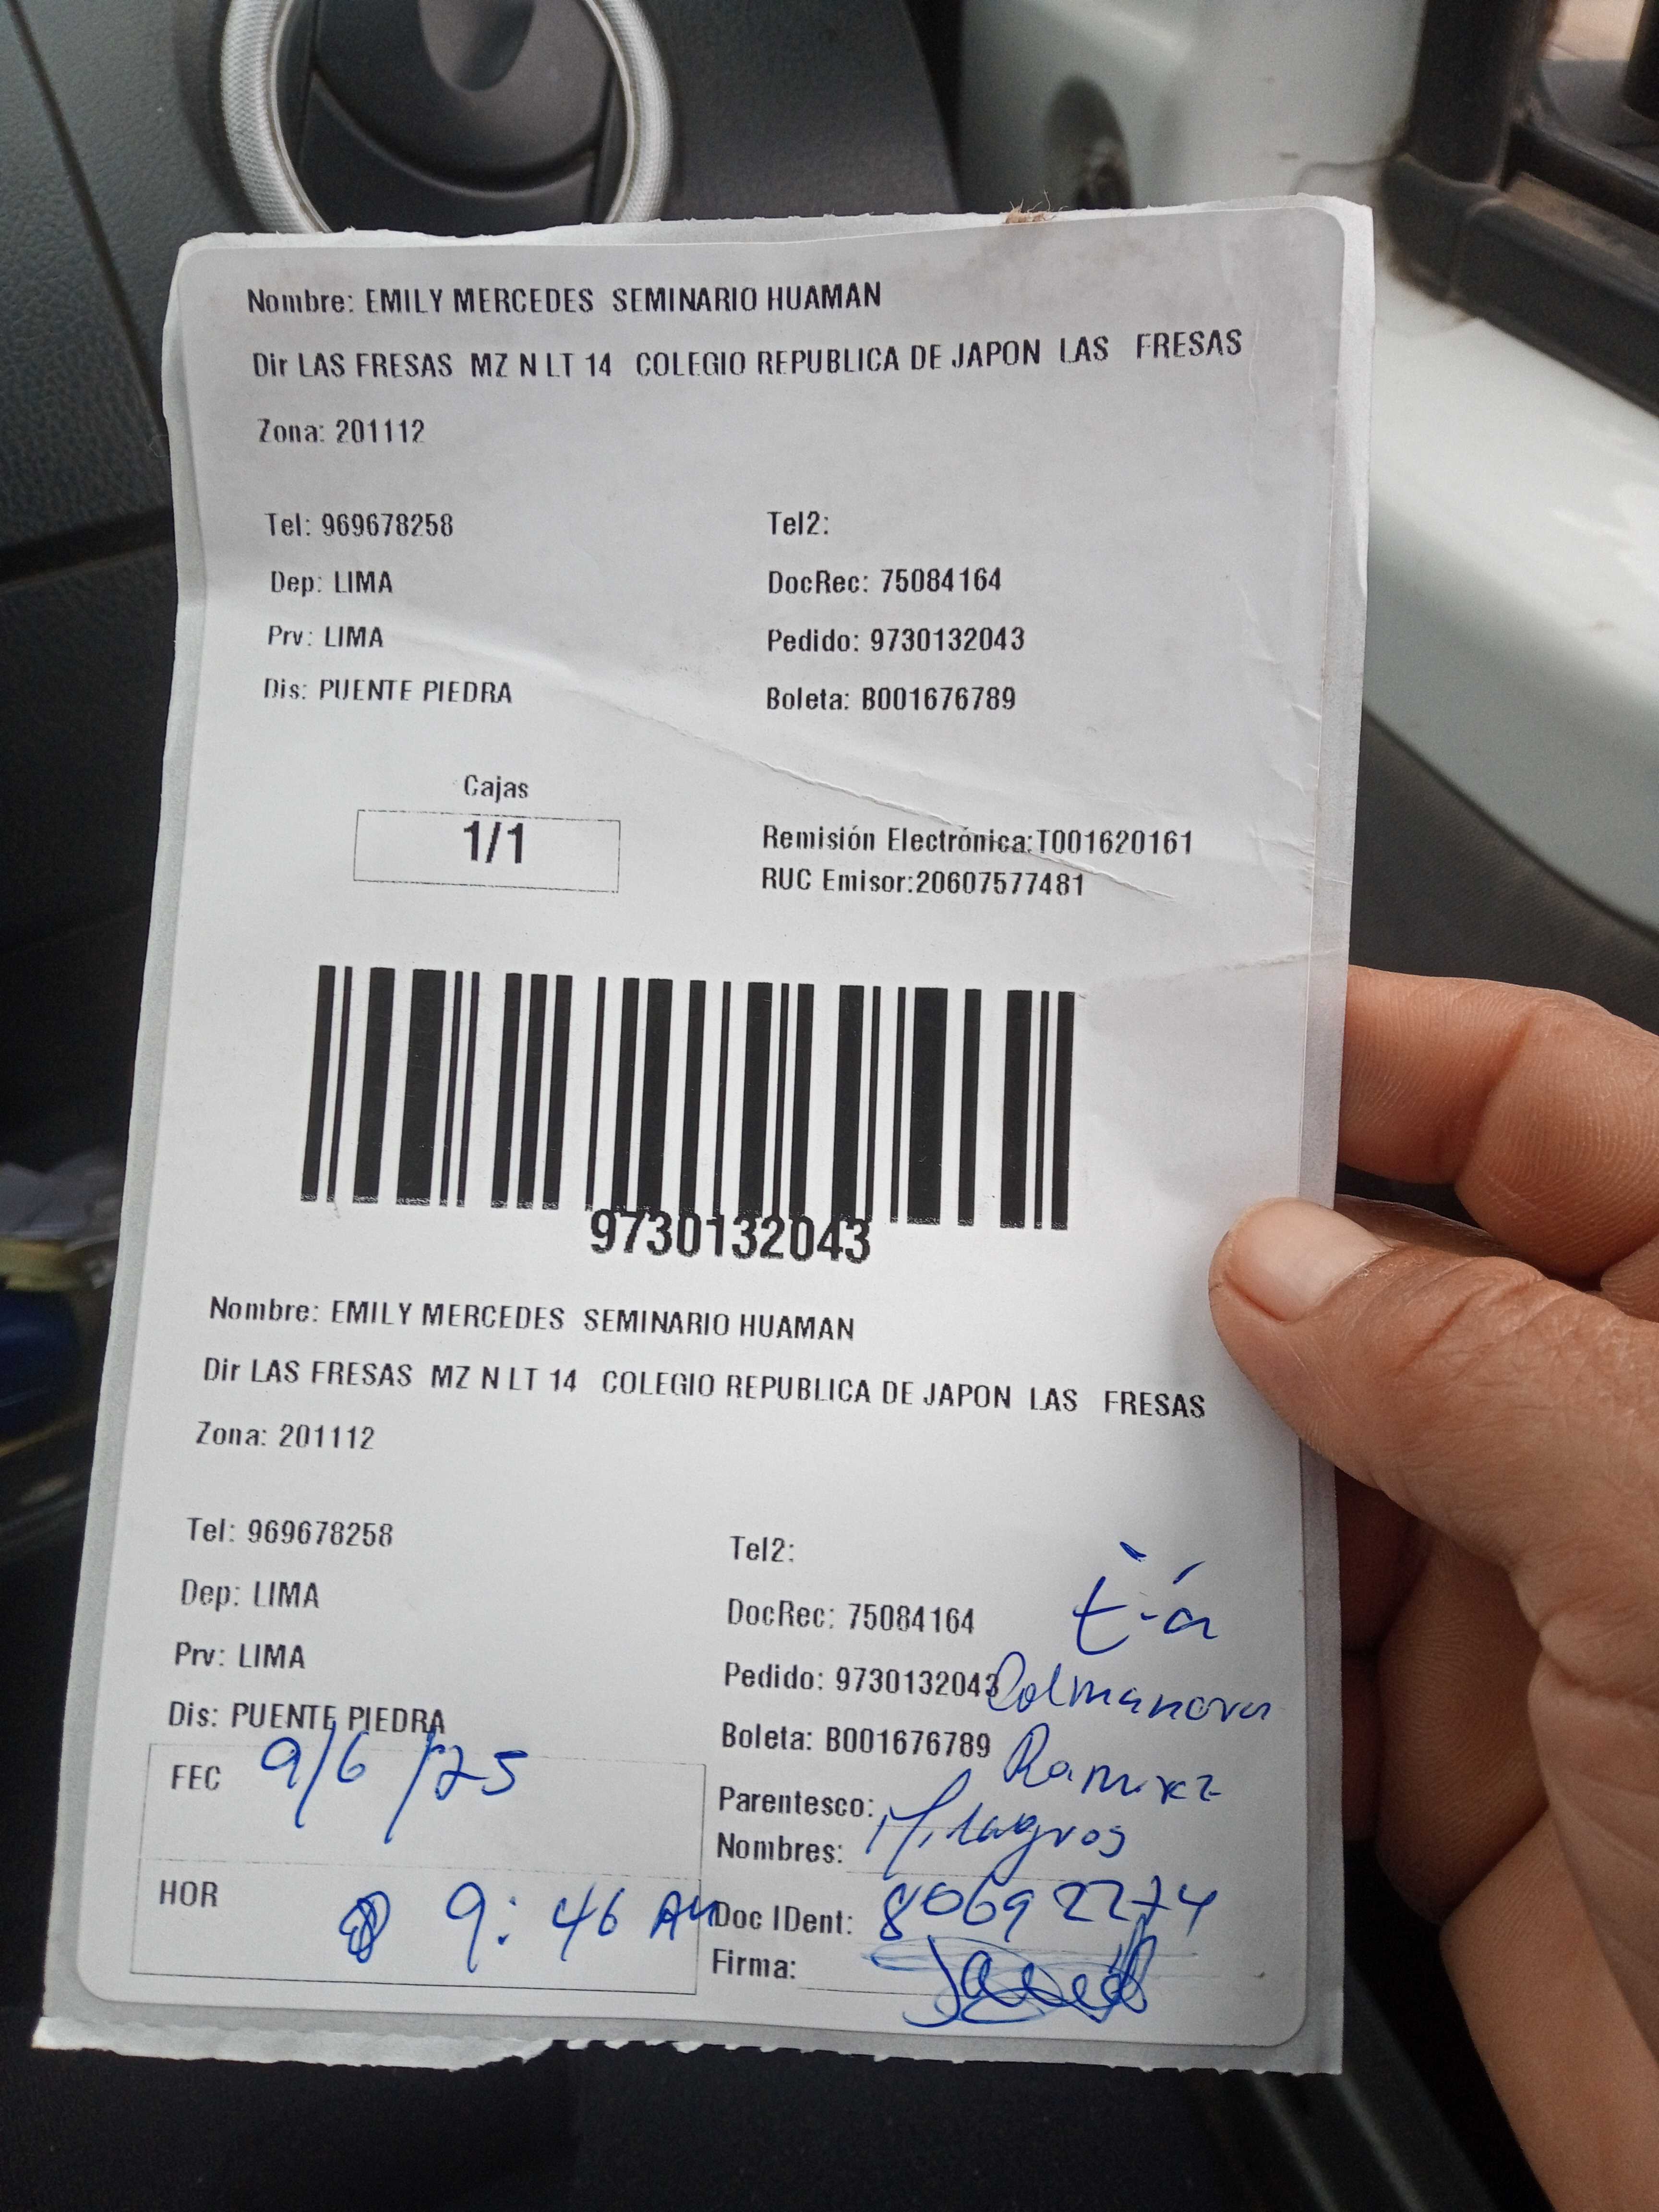 Nombre: EMILY MERCEDES SEMINARIO HUAMAN
Dir LAS FRESAS MZ N LT 14 COLEGIO REPUBLICA DE JAPON LAS FRESAS
Zona: 201112
Tel: 969678258 Tel2:
Dep: LIMA DocRec: 75084164
Prv: LIMA Pedido: 9730132043
Dis: PUENTE PIEDRA Boleta: B001676789
Cajas
1/1
Remisión Electrónica:T001620161
RUC Emisor:20607577481
9730132043
Nombre: EMILY MERCEDES SEMINARIO HUAMAN
Dir LAS FRESAS MZ N LT 14 COLEGIO REPUBLICA DE JAPON LAS FRESAS
Zona: 201112
Tel: 969678258 Tel2:
Dep: LIMA DocRec: 75084164 tía
Prv: LIMA Pedido: 9730132043 Colmanova
Dis: PUENTE PIEDRA Boleta: B001676789 Ramirez
FEC 9/6/25 Parentesco:
Nombres: Milagros
HOR 9:46 AM Doc IDent: 80692274
Firma: